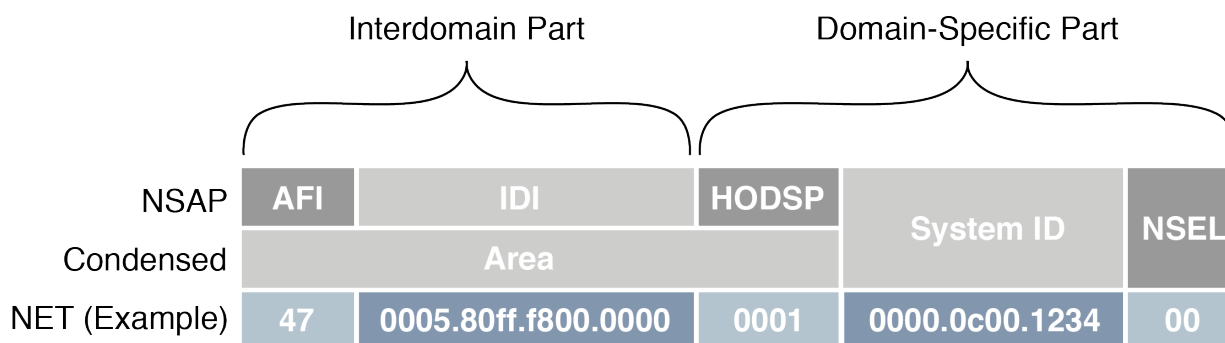 Interdomain Part Domain-Specific Part
NSAP AFI IDI HODSP
System ID NSEL
Condensed Area
NET (Example) 47 0005.80ff.f800.0000 0001 0000.0c00.1234 00